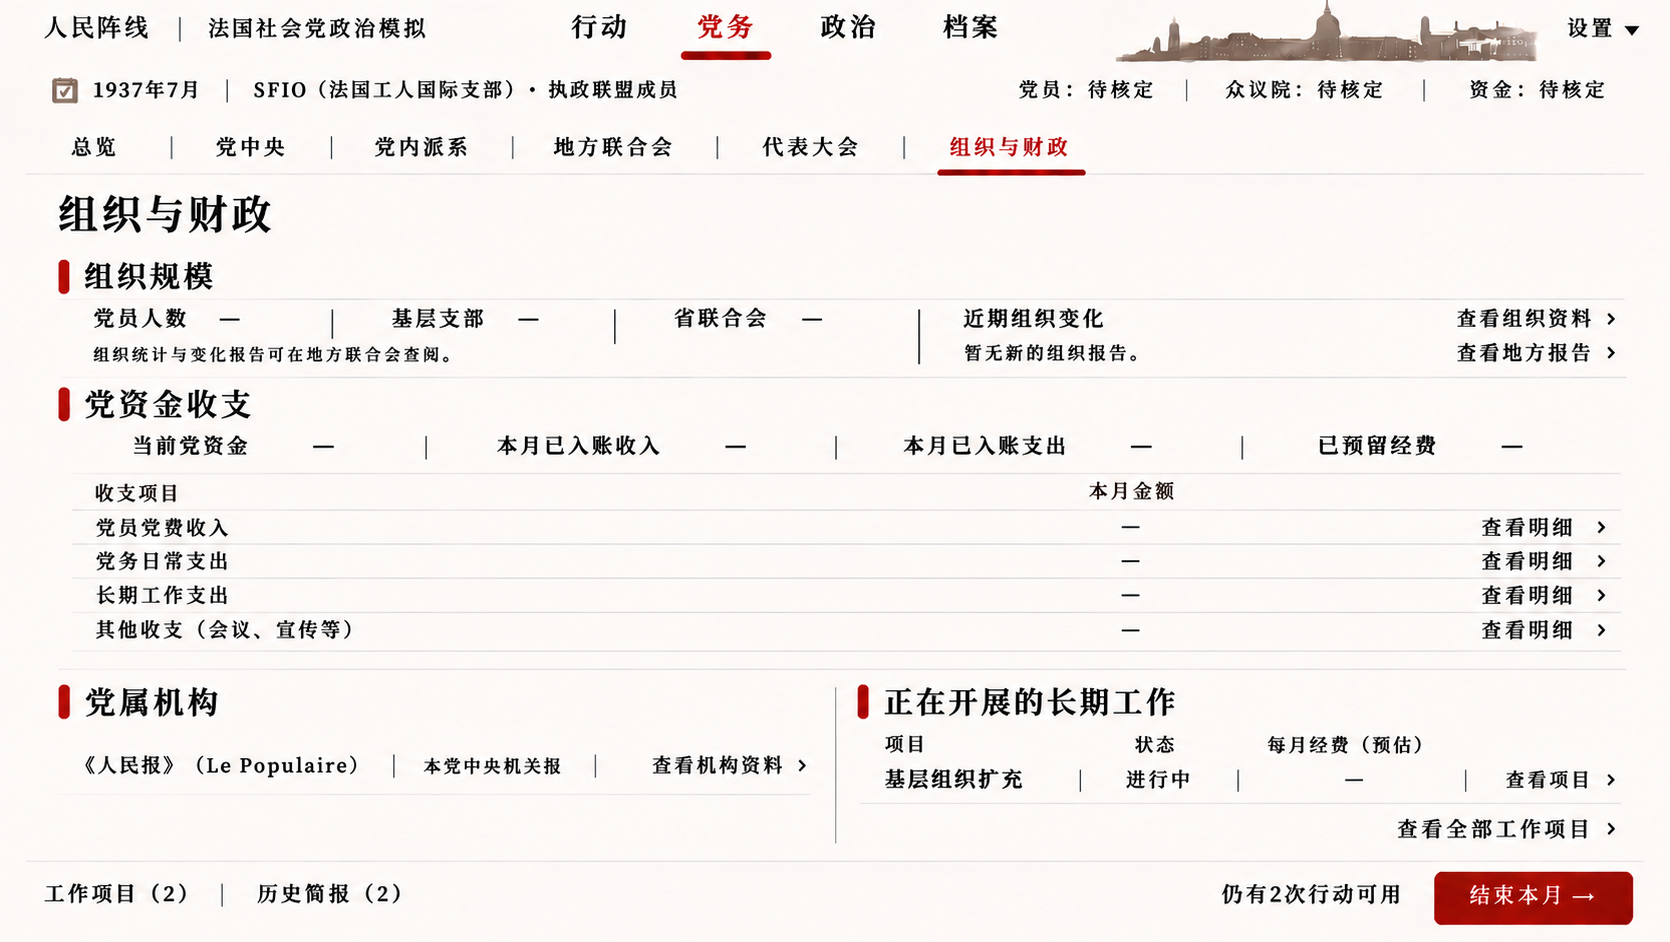 人民阵线 | 法国社会党政治模拟 行动 党务 政治 档案 设置 ▼
1937年7月 | SFIO（法国工人国际支部）· 执政联盟成员 党员：待核定 | 众议院：待核定 | 资金：待核定
总览 | 党中央 | 党内派系 | 地方联合会 | 代表大会 | 组织与财政
组织与财政
组织规模
党员人数 — | 基层支部 — | 省联合会 — | 近期组织变化 查看组织资料 >
组织统计与变化报告可在地方联合会查阅。 暂无新的组织报告。 查看地方报告 >
党资金收支
当前党资金 — | 本月已入账收入 — | 本月已入账支出 — | 已预留经费 —
收支项目 本月金额
党员党费收入 — 查看明细 >
党务日常支出 — 查看明细 >
长期工作支出 — 查看明细 >
其他收支（会议、宣传等） — 查看明细 >
党属机构
《人民报》（Le Populaire） | 本党中央机关报 | 查看机构资料 >
正在开展的长期工作
项目 状态 每月经费（预估）
基层组织扩充 | 进行中 | — | 查看项目 >
查看全部工作项目 >
工作项目（2） | 历史简报（2） 仍有2次行动可用 结束本月 →